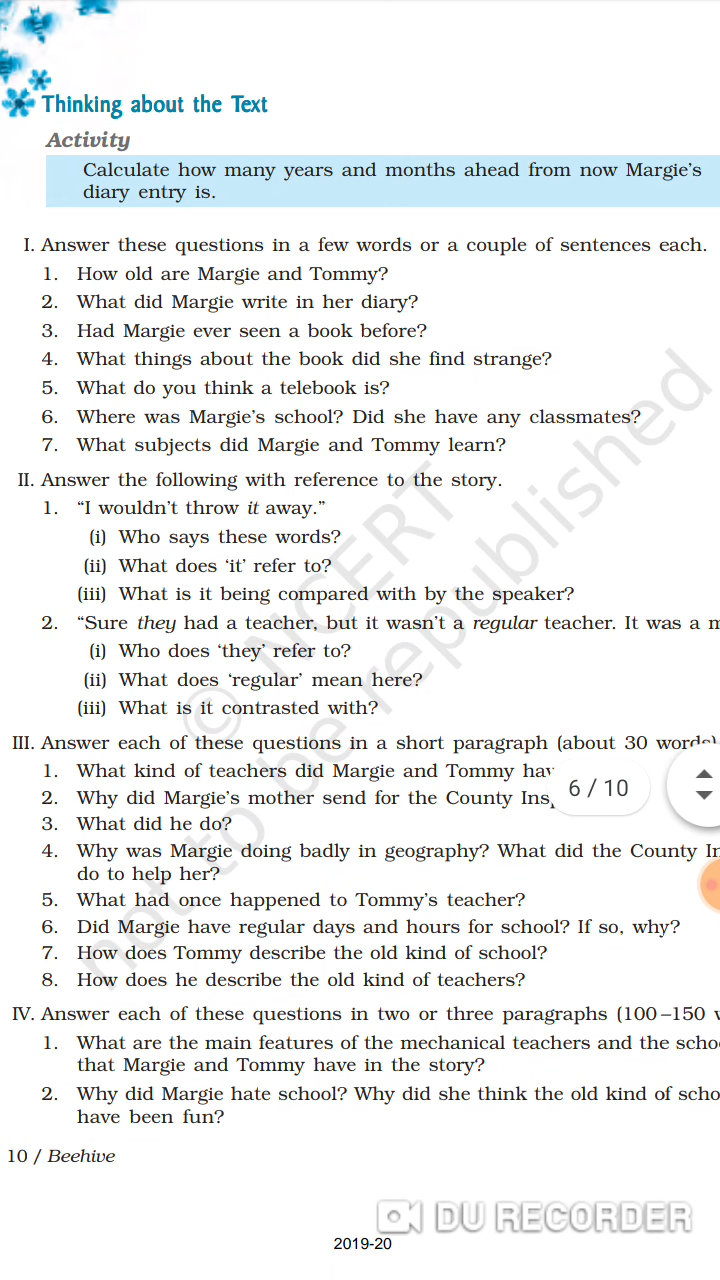 Thinking about the Text
Activity
Calculate how many years and months ahead from now Margie's
diary entry is.
I. Answer these questions in a few words or a couple of sentences each.
1. How old are Margie and Tommy?
2. What did Margie write in her diary?
3. Had Margie ever seen a book before?
4. What things about the book did she find strange?
5. What do you think a telebook is?
6. Where was Margie's school? Did she have any classmates?
7. What subjects did Margie and Tommy learn?
II. Answer the following with reference to the story.
1. “I wouldn't throw it away.”
(i) Who says these words?
(ii) What does ‘it’ refer to?
(iii) What is it being compared with by the speaker?
2. “Sure they had a teacher, but it wasn't a regular teacher. It was a
(i) Who does ‘they’ refer to?
(ii) What does ‘regular’ mean here?
(iii) What is it contrasted with?
III. Answer each of these questions in a short paragraph (about 30 words)
1. What kind of teachers did Margie and Tommy
2. Why did Margie's mother send for the County
6 / 10
3. What did he do?
4. Why was Margie doing badly in geography? What did the County
do to help her?
5. What had once happened to Tommy's teacher?
6. Did Margie have regular days and hours for school? If so, why?
7. How does Tommy describe the old kind of school?
8. How does he describe the old kind of teachers?
IV. Answer each of these questions in two or three paragraphs (100–150
1. What are the main features of the mechanical teachers and the
that Margie and Tommy have in the story?
2. Why did Margie hate school? Why did she think the old kind of
have been fun?
10 / Beehive
DU RECORDER
2019-20
© NCERT
not to be republished